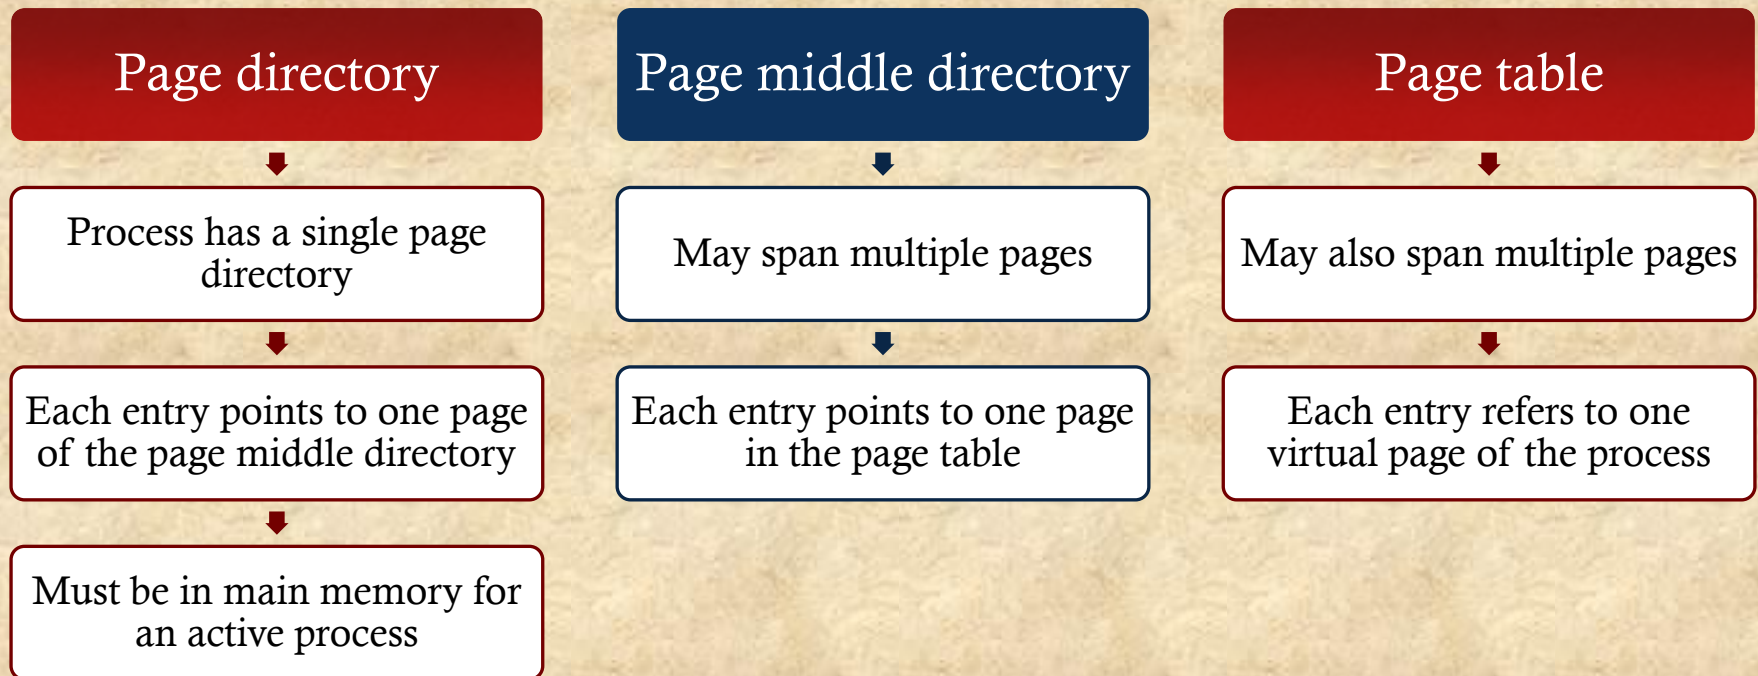 Page directory
Process has a single page
directory
Each entry points to one page
of the page middle directory
Must be in main memory for
an active process
Page middle directory
May span multiple pages
Each entry points to one page
in the page table
Page table
May also span multiple pages
Each entry refers to one
virtual page of the process